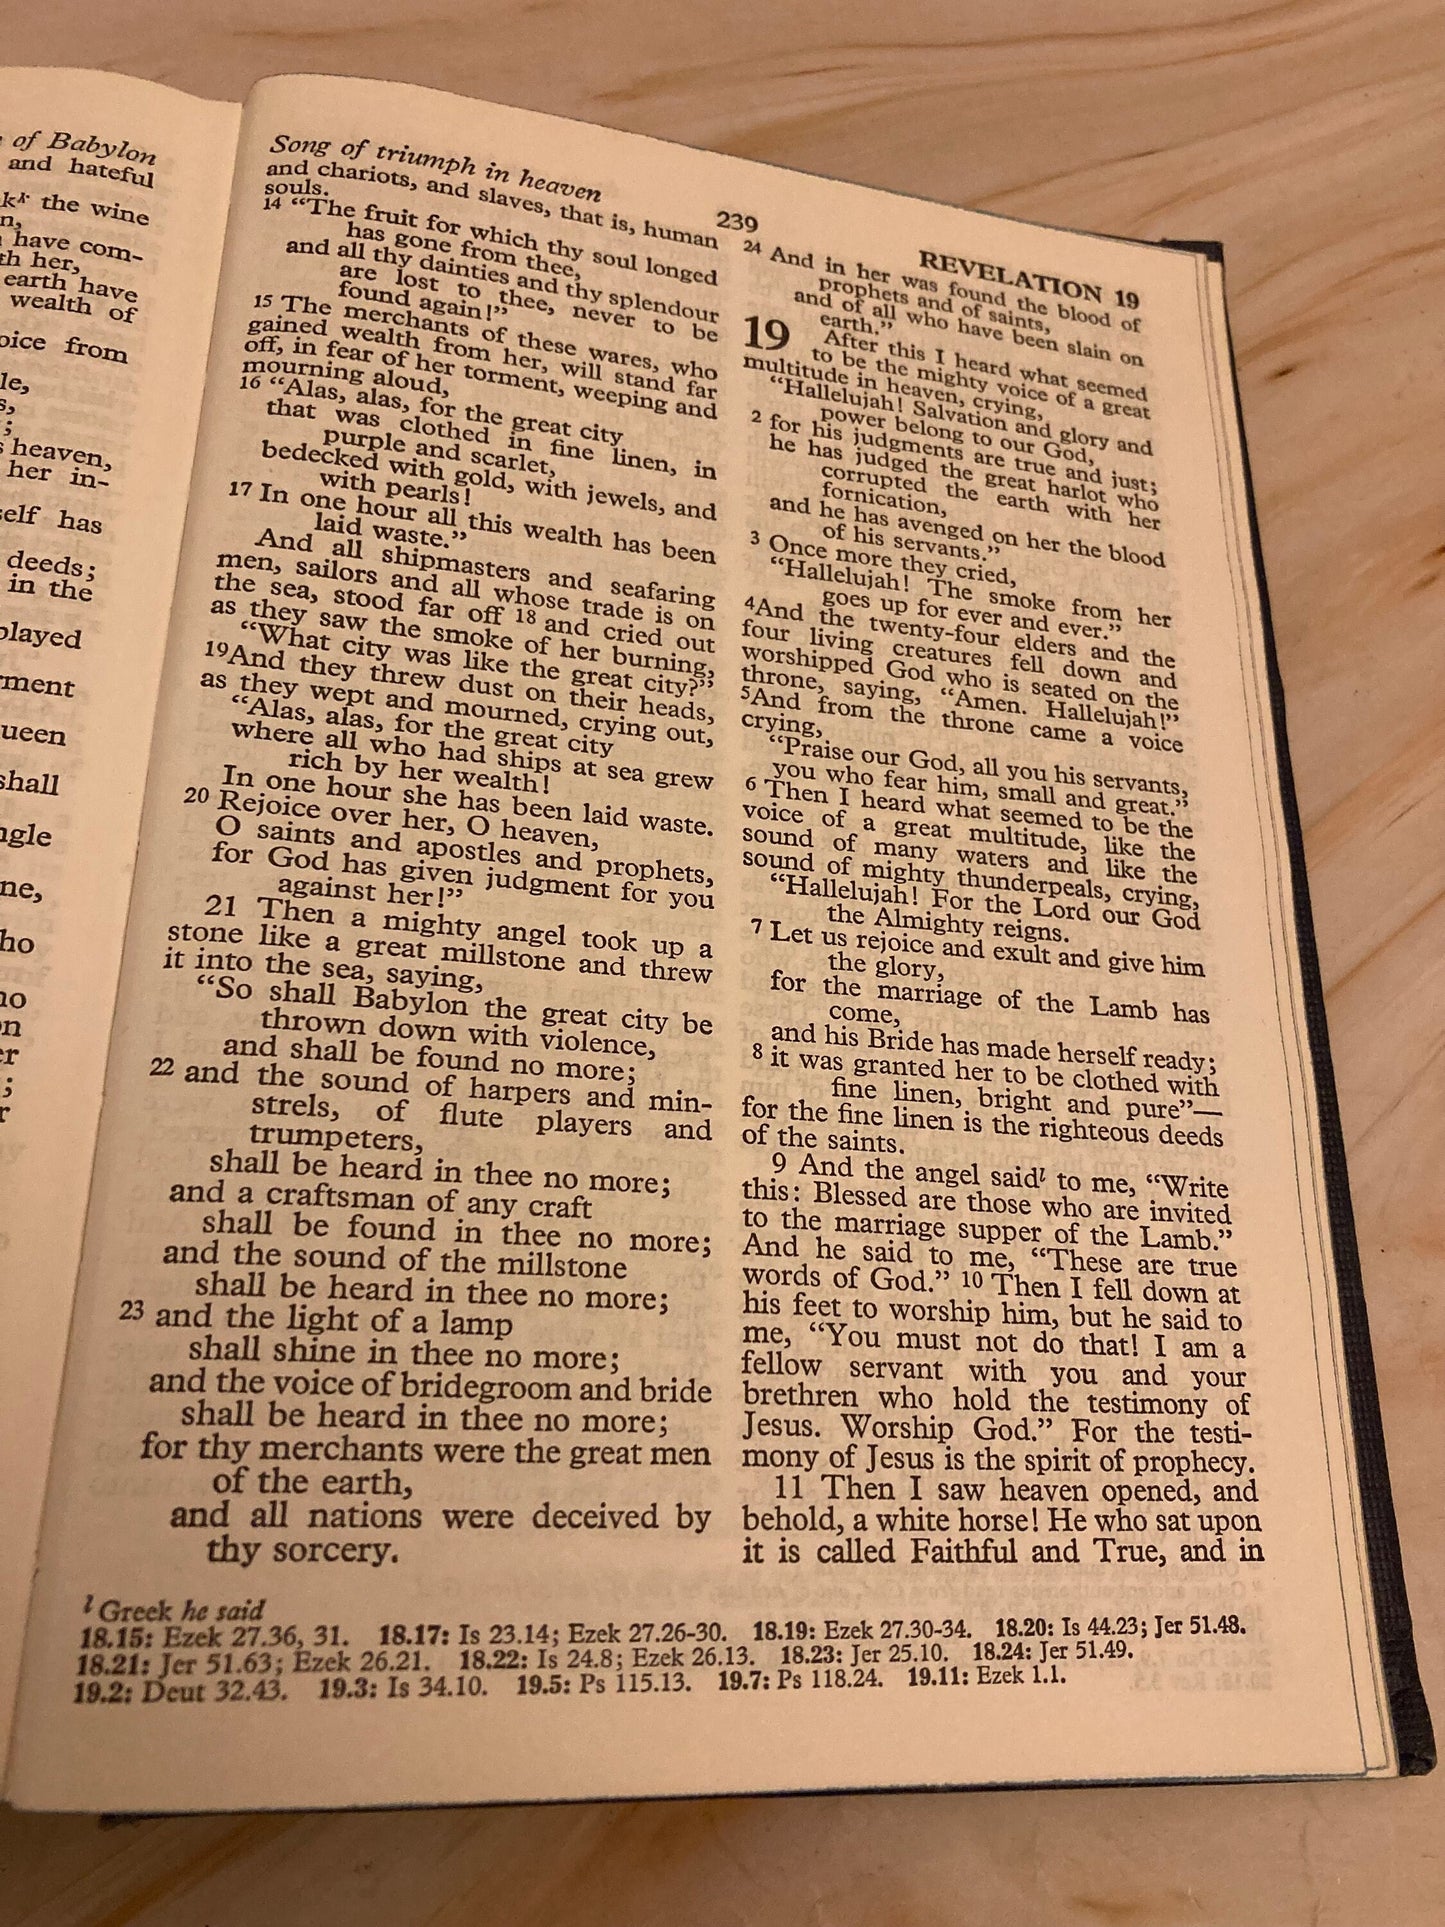 of Babylon
and hateful
the wine
have com-
her,
earth have
wealth of
from
heaven,
her in-
has
deeds;
in the
Song of triumph in heaven
239
REVELATION 19
and chariots, and slaves, that is, human
souls.
14 “The fruit for which thy soul longed
has gone from thee,
and all thy dainties and thy splendour
are lost to thee, never to be
found again!”
15 The merchants of these wares, who
gained wealth from her, will stand far
off, in fear of her torment, weeping and
mourning aloud,
16 “Alas, alas, for the great city
that was clothed in fine linen, in
purple and scarlet,
bedecked with gold, with jewels, and
with pearls!
17 In one hour all this wealth has been
laid waste.”
And all shipmasters and seafaring
men, sailors and all whose trade is on
the sea, stood far off 18 and cried out
as they saw the smoke of her burning,
“What city was like the great city?”
19And they threw dust on their heads,
as they wept and mourned, crying out,
“Alas, alas, for the great city
where all who had ships at sea grew
rich by her wealth!
In one hour she has been laid waste.
20 Rejoice over her, O heaven,
O saints and apostles and prophets,
for God has given judgment for you
against her!”
21 Then a mighty angel took up a
stone like a great millstone and threw
it into the sea, saying,
“So shall Babylon the great city be
thrown down with violence,
and shall be found no more;
22 and the sound of harpers and min-
strels, of flute players and
trumpeters,
shall be heard in thee no more;
and a craftsman of any craft
shall be found in thee no more;
and the sound of the millstone
shall be heard in thee no more;
23 and the light of a lamp
shall shine in thee no more;
and the voice of bridegroom and bride
shall be heard in thee no more;
for thy merchants were the great men
of the earth,
and all nations were deceived by
thy sorcery.
24 And in her was found the blood of
prophets and of saints,
and of all who have been slain on
earth.”
19 After this I heard what seemed
to be the mighty voice of a great
multitude in heaven, crying,
“Hallelujah! Salvation and glory and
power belong to our God,
2 for his judgments are true and just;
he has judged the great harlot who
corrupted the earth with her
fornication,
and he has avenged on her the blood
of his servants.”
3 Once more they cried,
“Hallelujah! The smoke from her
goes up for ever and ever.”
4And the twenty-four elders and the
four living creatures fell down and
worshipped God who is seated on the
throne, saying, “Amen. Hallelujah!”
5And from the throne came a voice
crying,
“Praise our God, all you his servants,
you who fear him, small and great.”
6 Then I heard what seemed to be the
voice of a great multitude, like the
sound of many waters and like the
sound of mighty thunderpeals, crying,
“Hallelujah! For the Lord our God
the Almighty reigns.
7 Let us rejoice and exult and give him
the glory,
for the marriage of the Lamb has
come,
and his Bride has made herself ready;
8 it was granted her to be clothed with
fine linen, bright and pure”—
for the fine linen is the righteous deeds
of the saints.
9 And the angel saidl to me, “Write
this: Blessed are those who are invited
to the marriage supper of the Lamb.”
And he said to me, “These are true
words of God.” 10 Then I fell down at
his feet to worship him, but he said to
me, “You must not do that! I am a
fellow servant with you and your
brethren who hold the testimony of
Jesus. Worship God.” For the testi-
mony of Jesus is the spirit of prophecy.
11 Then I saw heaven opened, and
behold, a white horse! He who sat upon
it is called Faithful and True, and in
l Greek he said
18.15: Ezek 27.36, 31. 18.17: Is 23.14; Ezek 27.26-30. 18.19: Ezek 27.30-34. 18.20: Is 44.23; Jer 51.48.
18.21: Jer 51.63; Ezek 26.21. 18.22: Is 24.8; Ezek 26.13. 18.23: Jer 25.10. 18.24: Jer 51.49.
19.2: Deut 32.43. 19.3: Is 34.10. 19.5: Ps 115.13. 19.7: Ps 118.24. 19.11: Ezek 1.1.